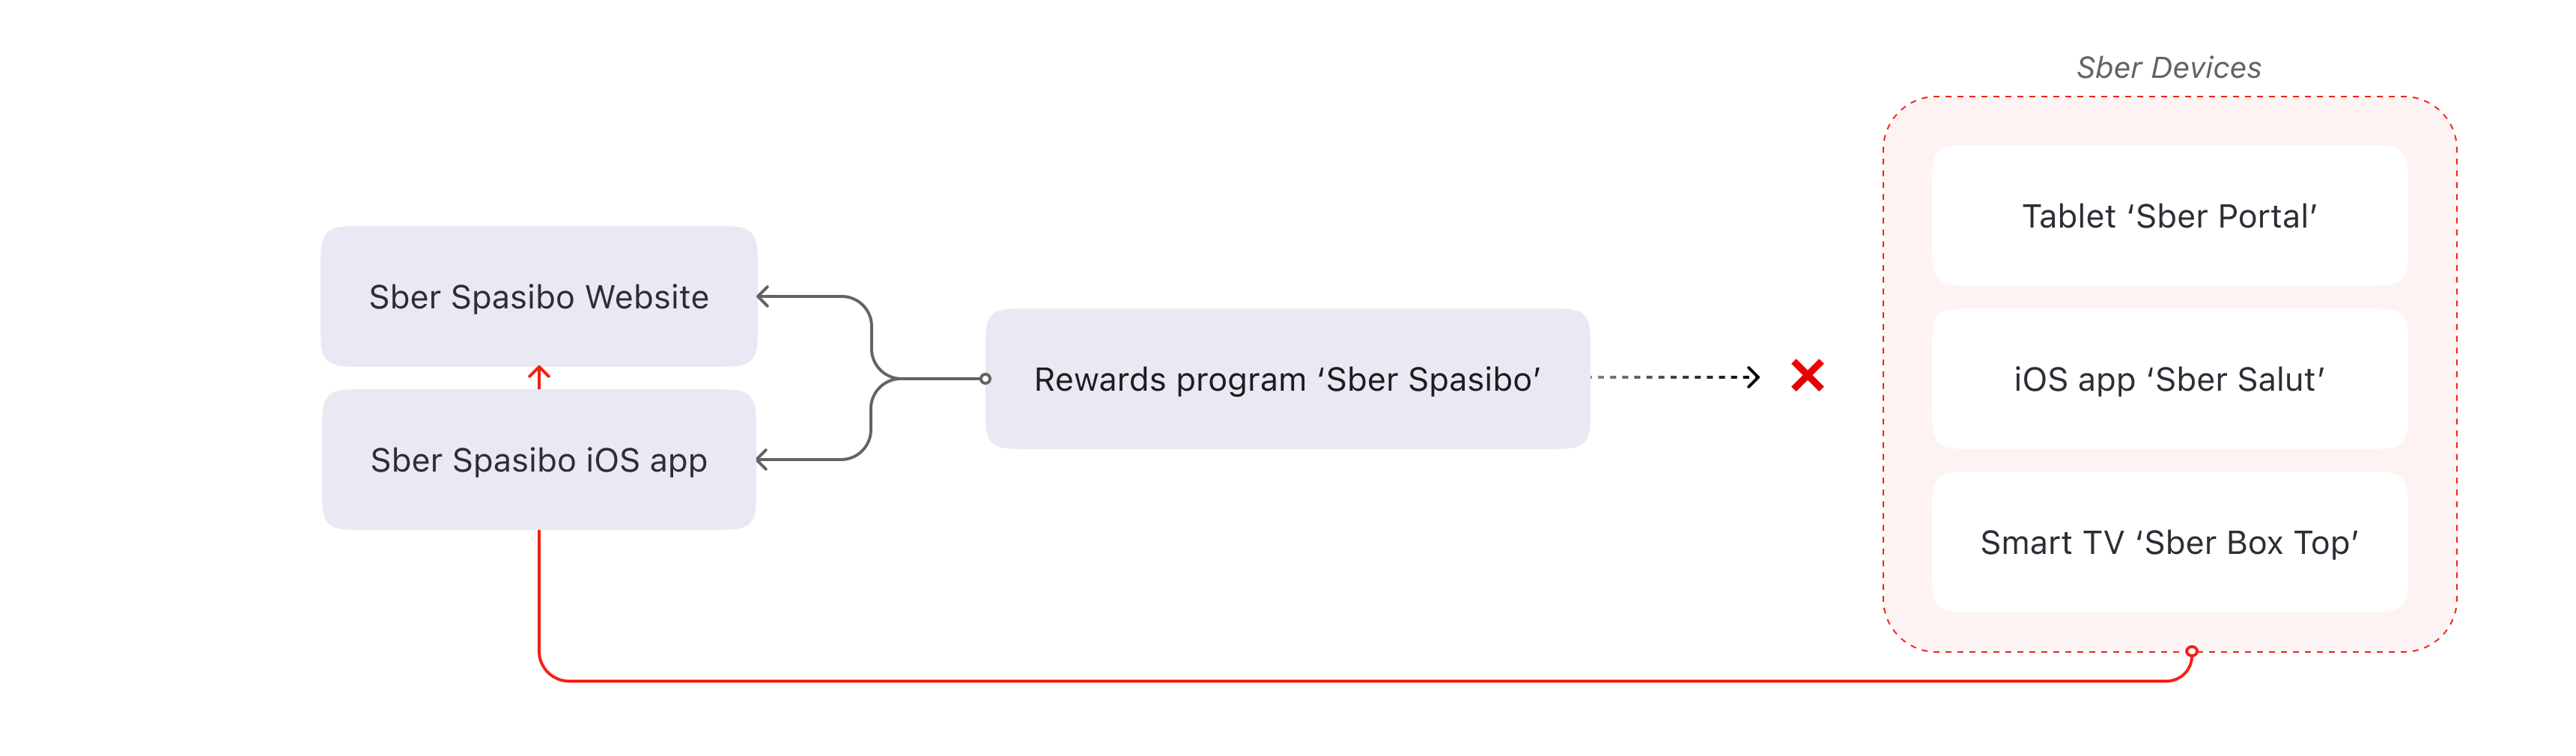 Sber Devices
Tablet ‘Sber Portal’
Sber Spasibo Website
Rewards program ‘Sber Spasibo’
iOS app ‘Sber Salut’
Sber Spasibo iOS app
Smart TV ‘Sber Box Top’